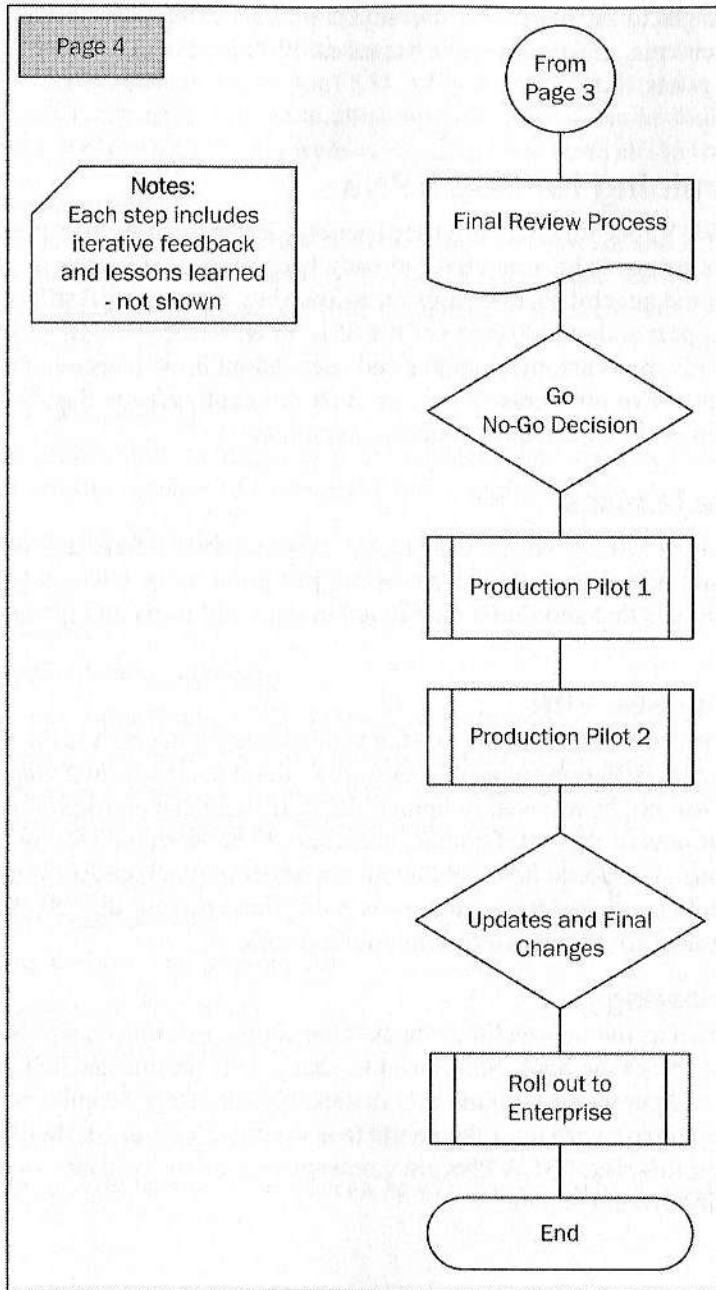 Page 4
From
Page 3
Notes:
Each step includes
iterative feedback
and lessons learned
- not shown
Final Review Process
Go
No-Go Decision
Production Pilot 1
Production Pilot 2
Updates and Final
Changes
Roll out to
Enterprise
End